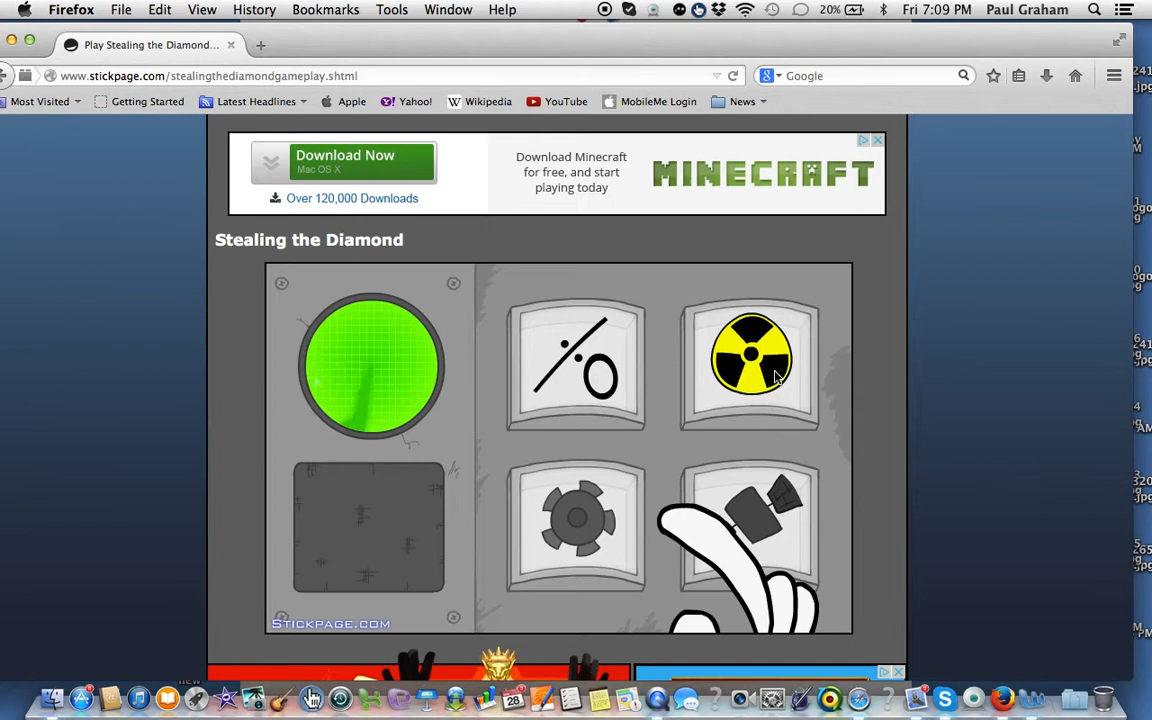 Firefox File Edit View History Bookmarks Tools Window Help 20% Fri 7:09 PM Paul Graham
Play Stealing the Diamond...
www.stickpage.com/stealingthediamondgameplay.shtml Google
Most Visited Getting Started Latest Headlines Apple Yahoo! Wikipedia YouTube MobileMe Login News
Download Now
Mac OS X
Over 120,000 Downloads
Download Minecraft
for free, and start
playing today
MINECRAFT
Stealing the Diamond
STICKPAGE.COM